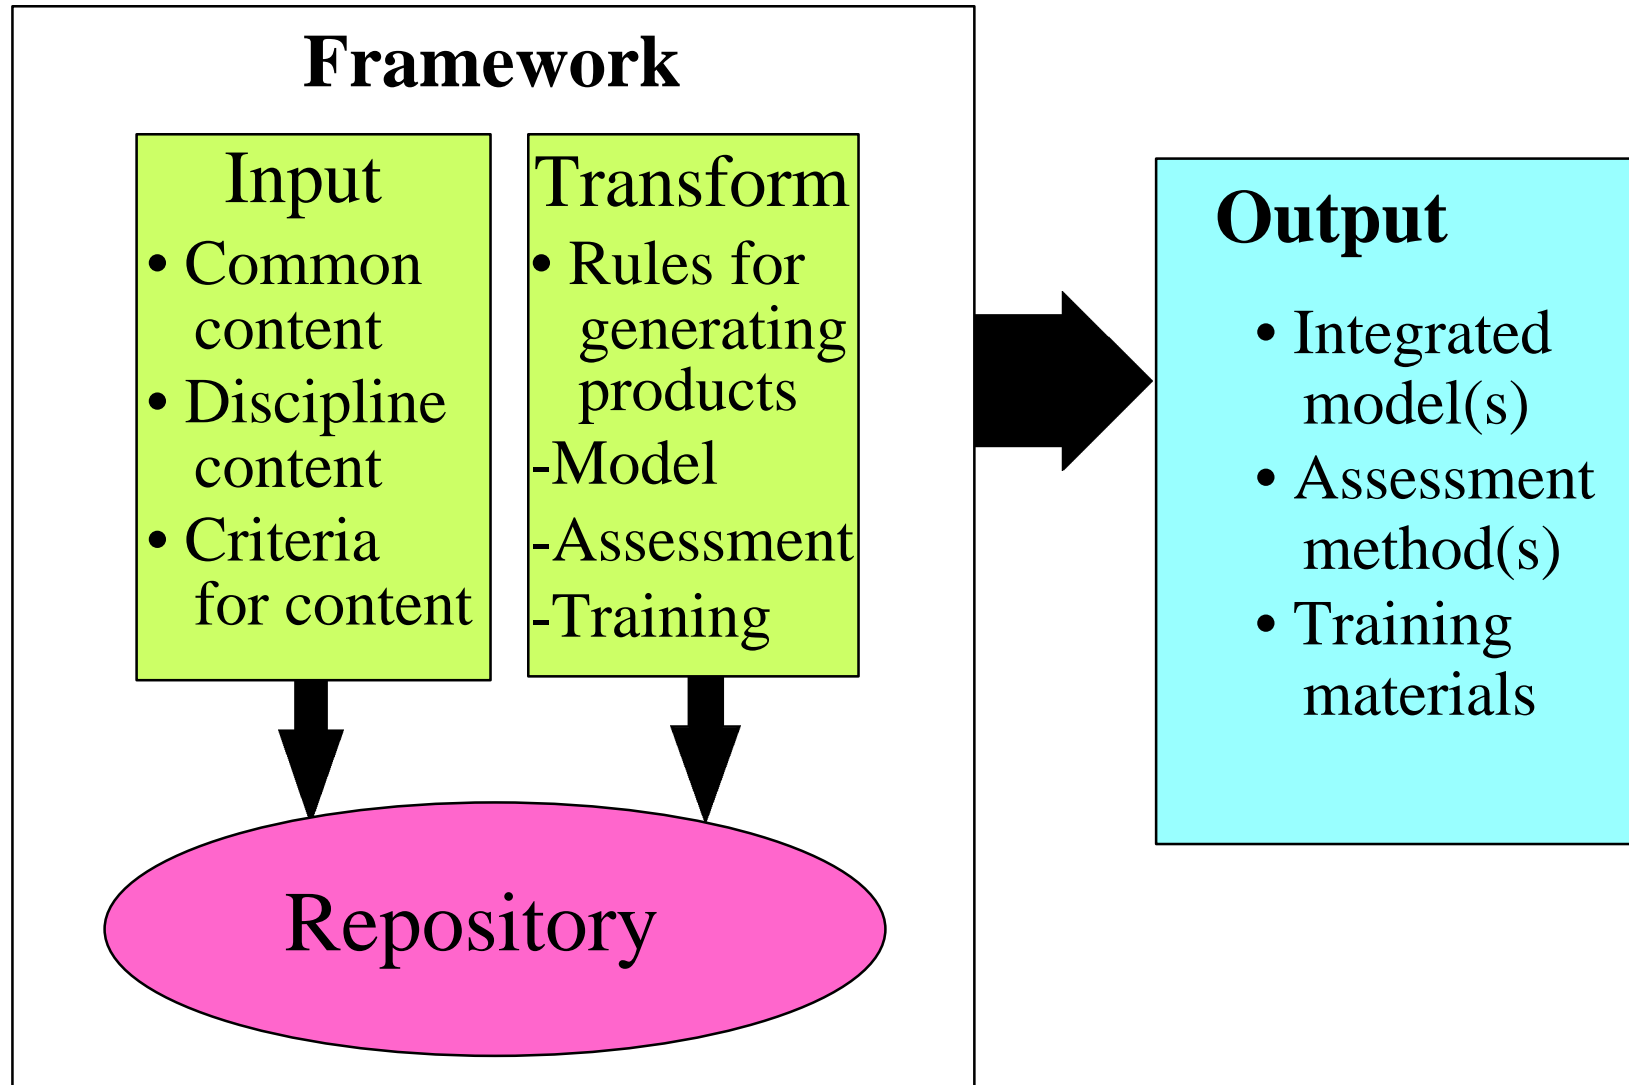 Framework
Input
• Common
content
• Discipline
content
• Criteria
for content
Transform
• Rules for
generating
products
-Model
-Assessment
-Training
Repository
Output
• Integrated
model(s)
• Assessment
method(s)
• Training
materials